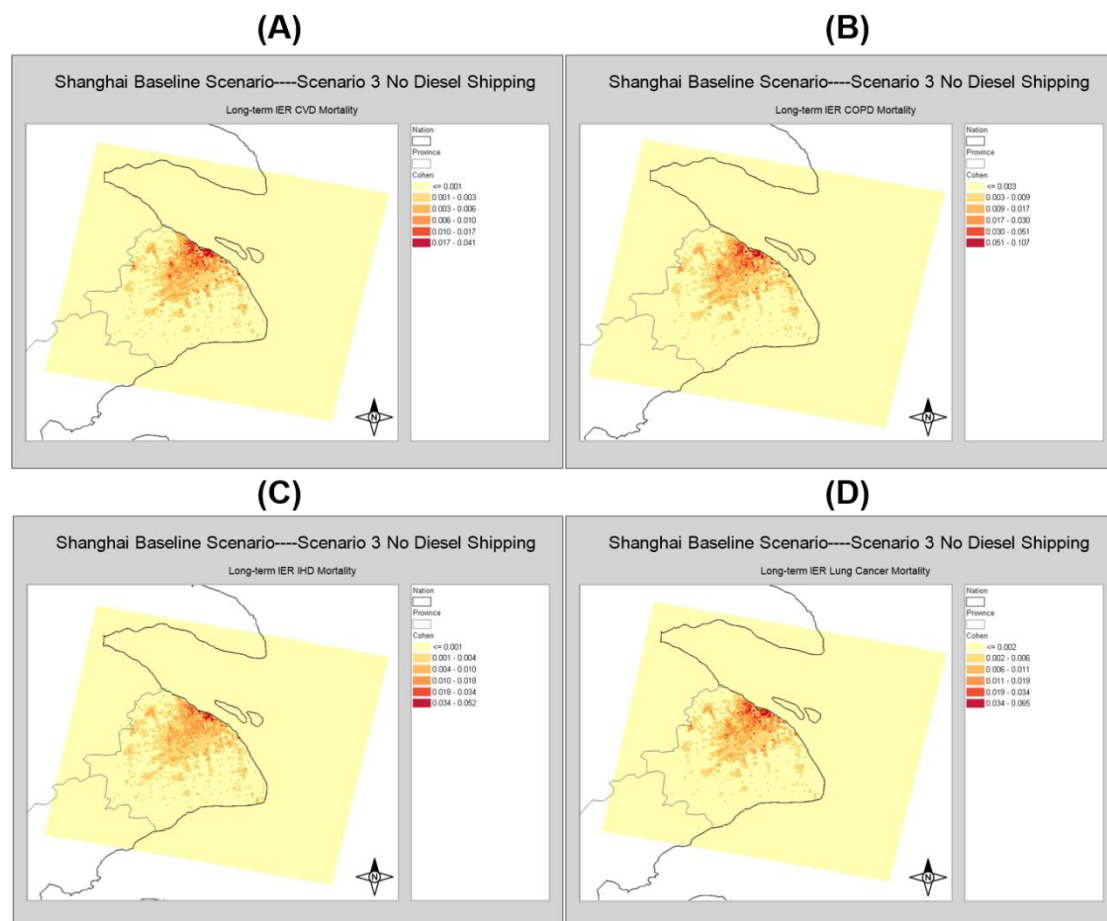 (A)
Shanghai Baseline Scenario----Scenario 3 No Diesel Shipping
Long-term IER CVD Mortality
Nation
Province
Cohen
<= 0.001
0.001 - 0.003
0.003 - 0.006
0.006 - 0.010
0.010 - 0.017
0.017 - 0.041
N
(B)
Shanghai Baseline Scenario----Scenario 3 No Diesel Shipping
Long-term IER COPD Mortality
Nation
Province
Cohen
<= 0.003
0.003 - 0.009
0.009 - 0.017
0.017 - 0.030
0.030 - 0.051
0.051 - 0.107
N
(C)
Shanghai Baseline Scenario----Scenario 3 No Diesel Shipping
Long-term IER IHD Mortality
Nation
Province
Cohen
<= 0.001
0.001 - 0.004
0.004 - 0.010
0.010 - 0.018
0.018 - 0.034
0.034 - 0.052
N
(D)
Shanghai Baseline Scenario----Scenario 3 No Diesel Shipping
Long-term IER Lung Cancer Mortality
Nation
Province
Cohen
<= 0.002
0.002 - 0.006
0.006 - 0.011
0.011 - 0.019
0.019 - 0.034
0.034 - 0.065
N